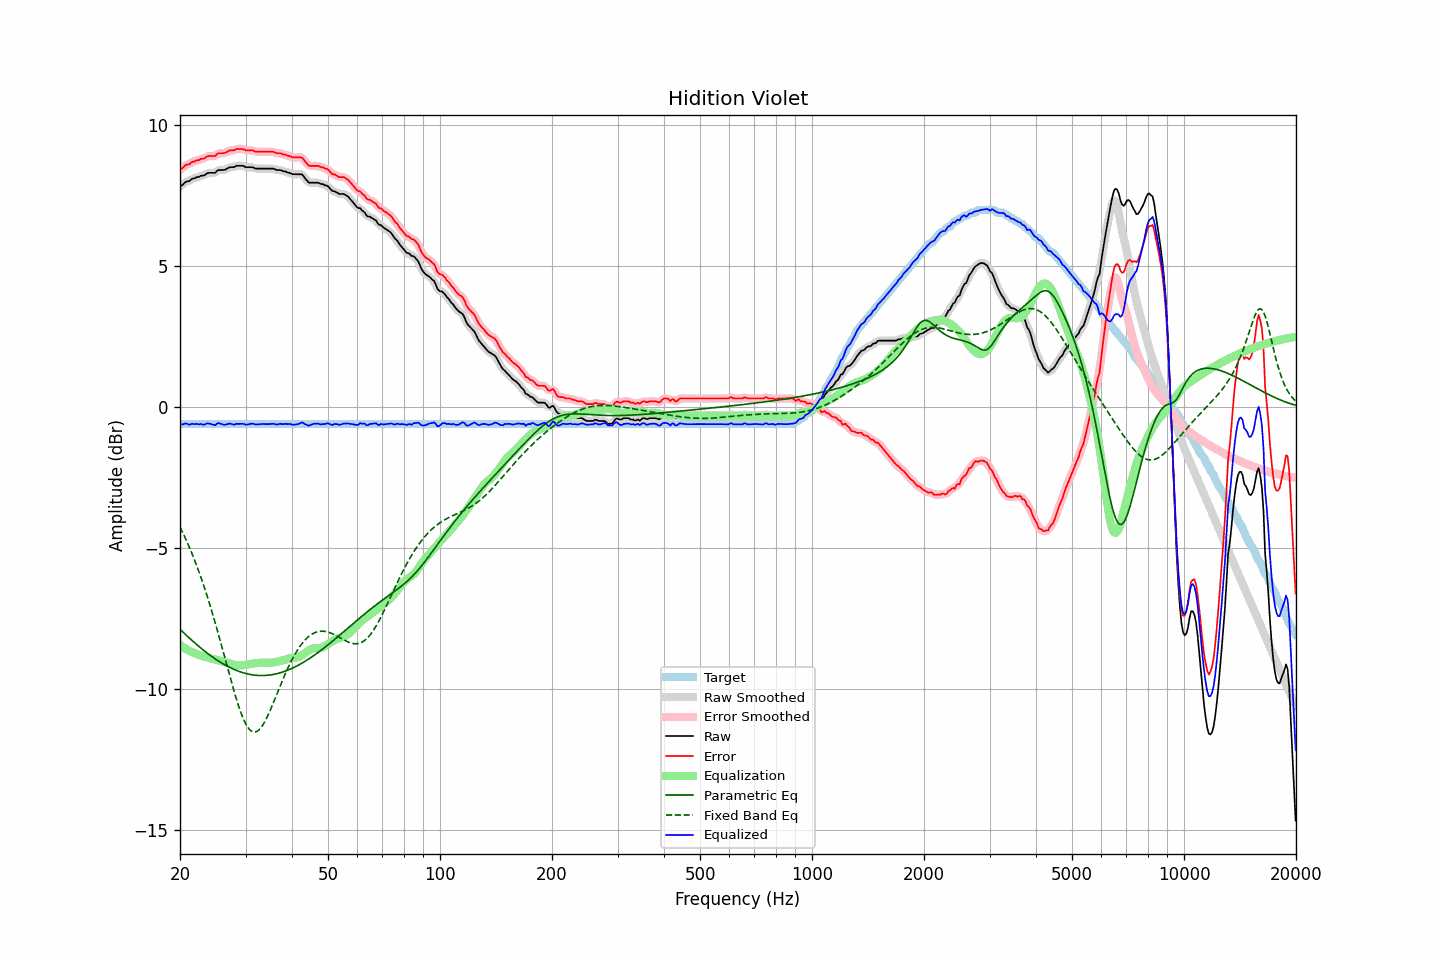 Hidition Violet
10
5
0
−5
−10
−15
Amplitude (dBr)
Target
Raw Smoothed
Error Smoothed
Raw
Error
Equalization
Parametric Eq
Fixed Band Eq
Equalized
20 50 100 200 500 1000 2000 5000 10000 20000
Frequency (Hz)